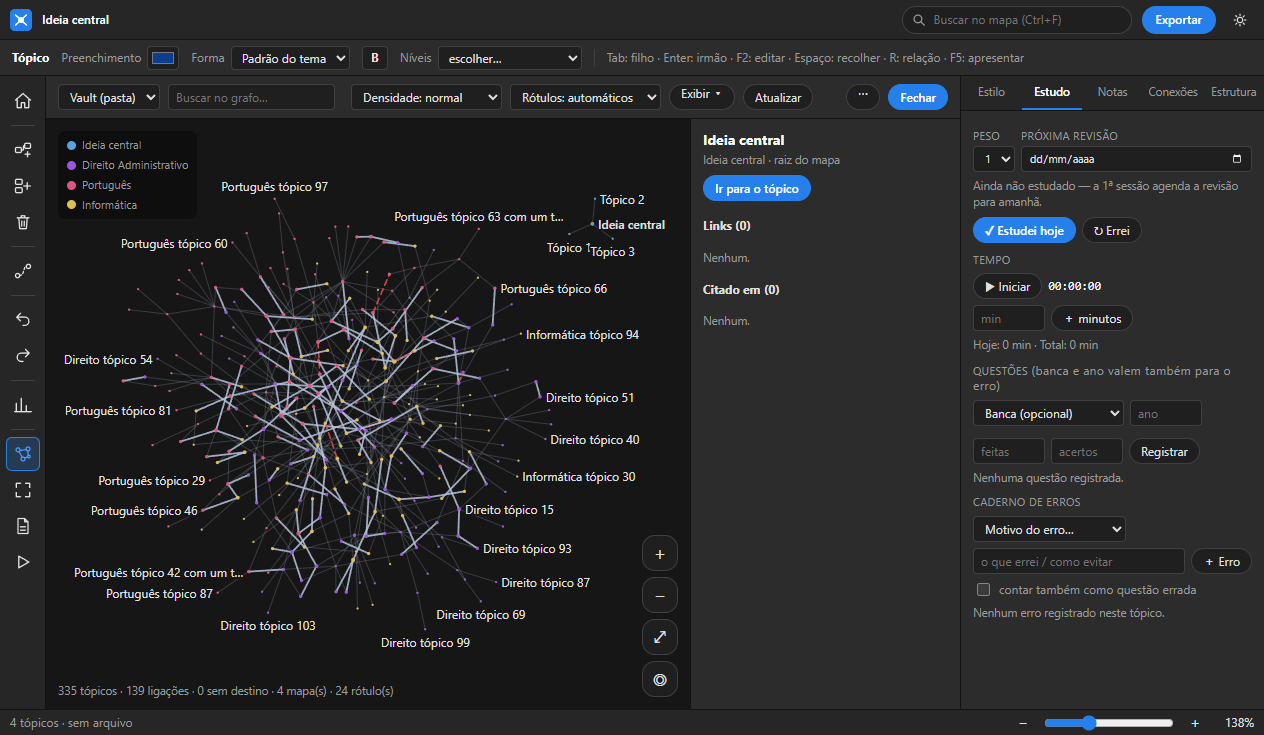 Ideia central
Buscar no mapa (Ctrl+F)
Exportar
Tópico
Preenchimento
Forma
Padrão do tema
B
Níveis
escolher...
Tab: filho · Enter: irmão · F2: editar · Espaço: recolher · R: relação · F5: apresentar
Vault (pasta)
Buscar no grafo...
Densidade: normal
Rótulos: automáticos
Exibir
Atualizar
...
Fechar
Ideia central
Direito Administrativo
Português
Informática
Português tópico 97
Tópico 2
Português tópico 63 com um t...
Ideia central
Português tópico 60
Tópico 1
Tópico 3
Português tópico 66
Informática tópico 94
Direito tópico 54
Direito tópico 51
Português tópico 81
Direito tópico 40
Português tópico 29
Informática tópico 30
Português tópico 46
Direito tópico 15
Direito tópico 93
Português tópico 42 com um t...
Direito tópico 87
Português tópico 87
Direito tópico 69
Direito tópico 103
Direito tópico 99
335 tópicos · 139 ligações · 0 sem destino · 4 mapa(s) · 24 rótulo(s)
+
−
Ideia central
Ideia central · raiz do mapa
Ir para o tópico
Links (0)
Nenhum.
Citado em (0)
Nenhum.
Estilo
Estudo
Notas
Conexões
Estrutura
PESO
PRÓXIMA REVISÃO
1
dd/mm/aaaa
Ainda não estudado — a 1ª sessão agenda a revisão
para amanhã.
✓ Estudei hoje
↻ Errei
TEMPO
▶ Iniciar
00:00:00
min
+ minutos
Hoje: 0 min · Total: 0 min
QUESTÕES (banca e ano valem também para o
erro)
Banca (opcional)
ano
feitas
acertos
Registrar
Nenhuma questão registrada.
CADERNO DE ERROS
Motivo do erro...
o que errei / como evitar
+ Erro
contar também como questão errada
Nenhum erro registrado neste tópico.
4 tópicos · sem arquivo
−
+
138%